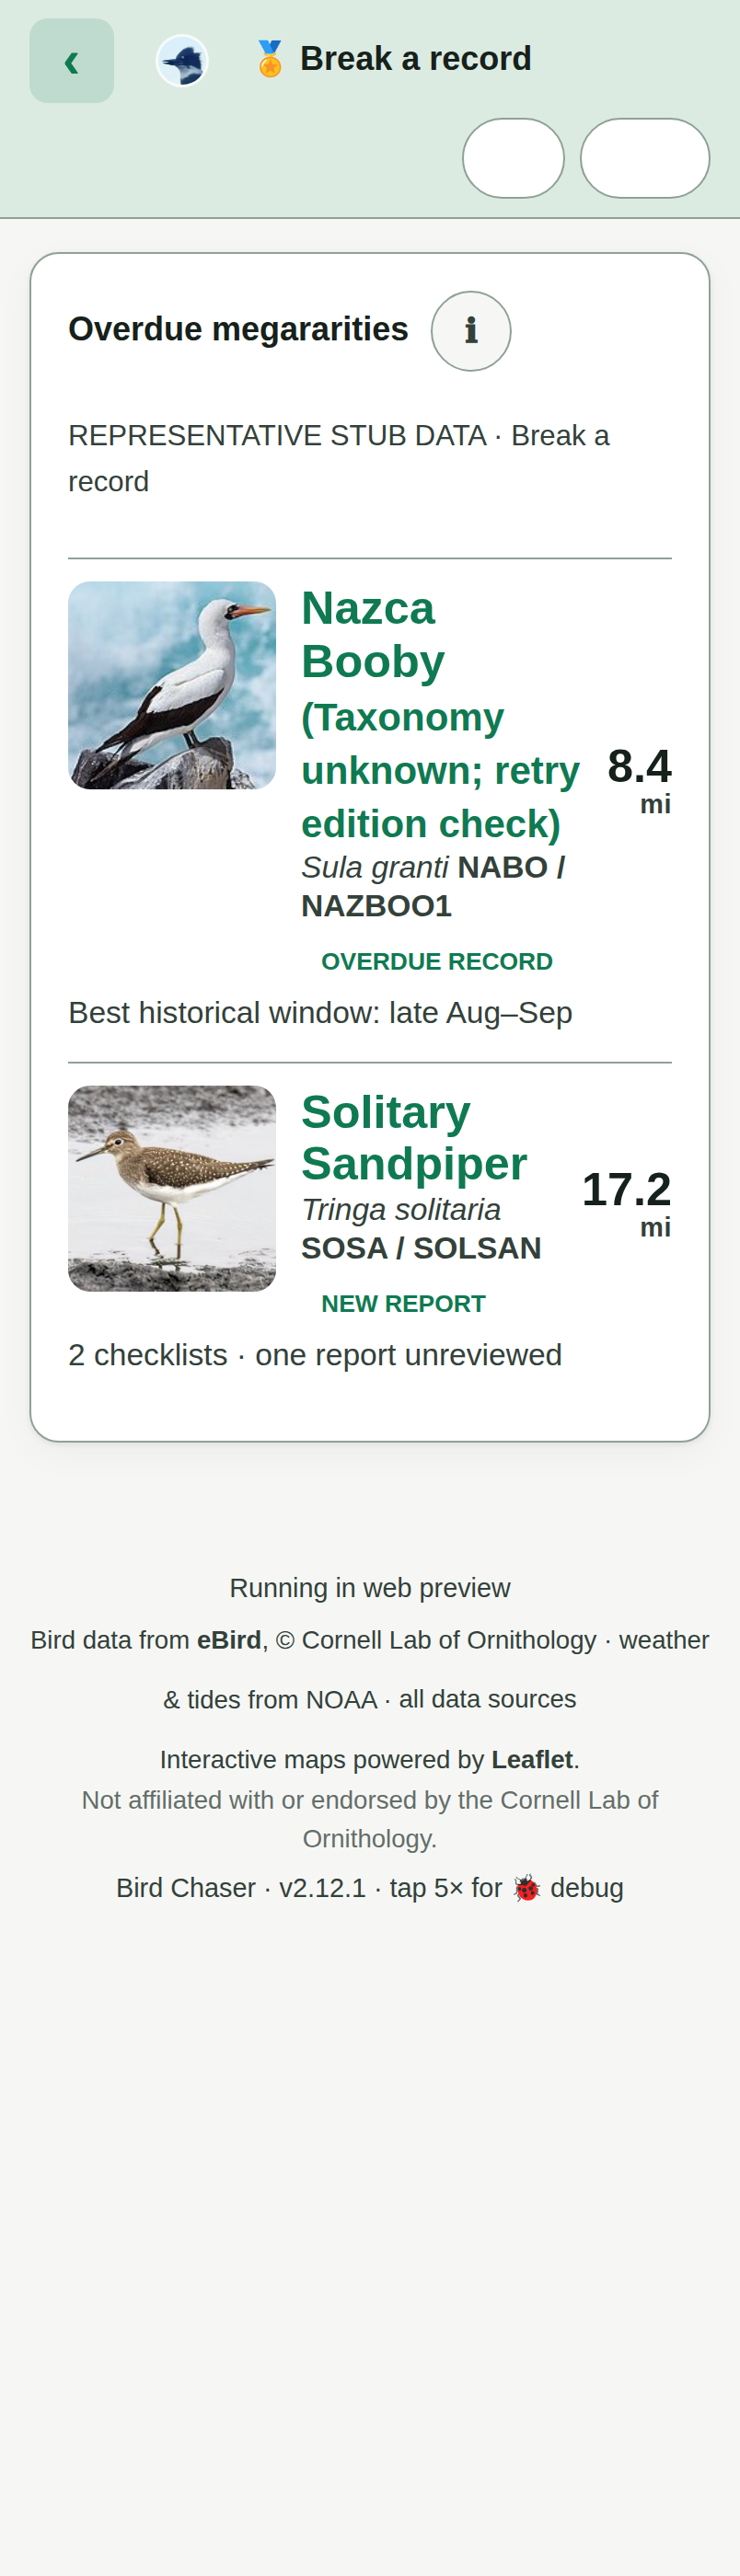 ‹
🏅 Break a record
Overdue megararities
ℹ
REPRESENTATIVE STUB DATA · Break a
record
Nazca
Booby
(Taxonomy
unknown; retry
edition check)
Sula granti NABO /
NAZBOO1
8.4
mi
OVERDUE RECORD
Best historical window: late Aug–Sep
Solitary
Sandpiper
Tringa solitaria
SOSA / SOLSAN
17.2
mi
NEW REPORT
2 checklists · one report unreviewed
Running in web preview
Bird data from eBird, © Cornell Lab of Ornithology · weather
& tides from NOAA · all data sources
Interactive maps powered by Leaflet.
Not affiliated with or endorsed by the Cornell Lab of
Ornithology.
Bird Chaser · v2.12.1 · tap 5× for 🐞 debug